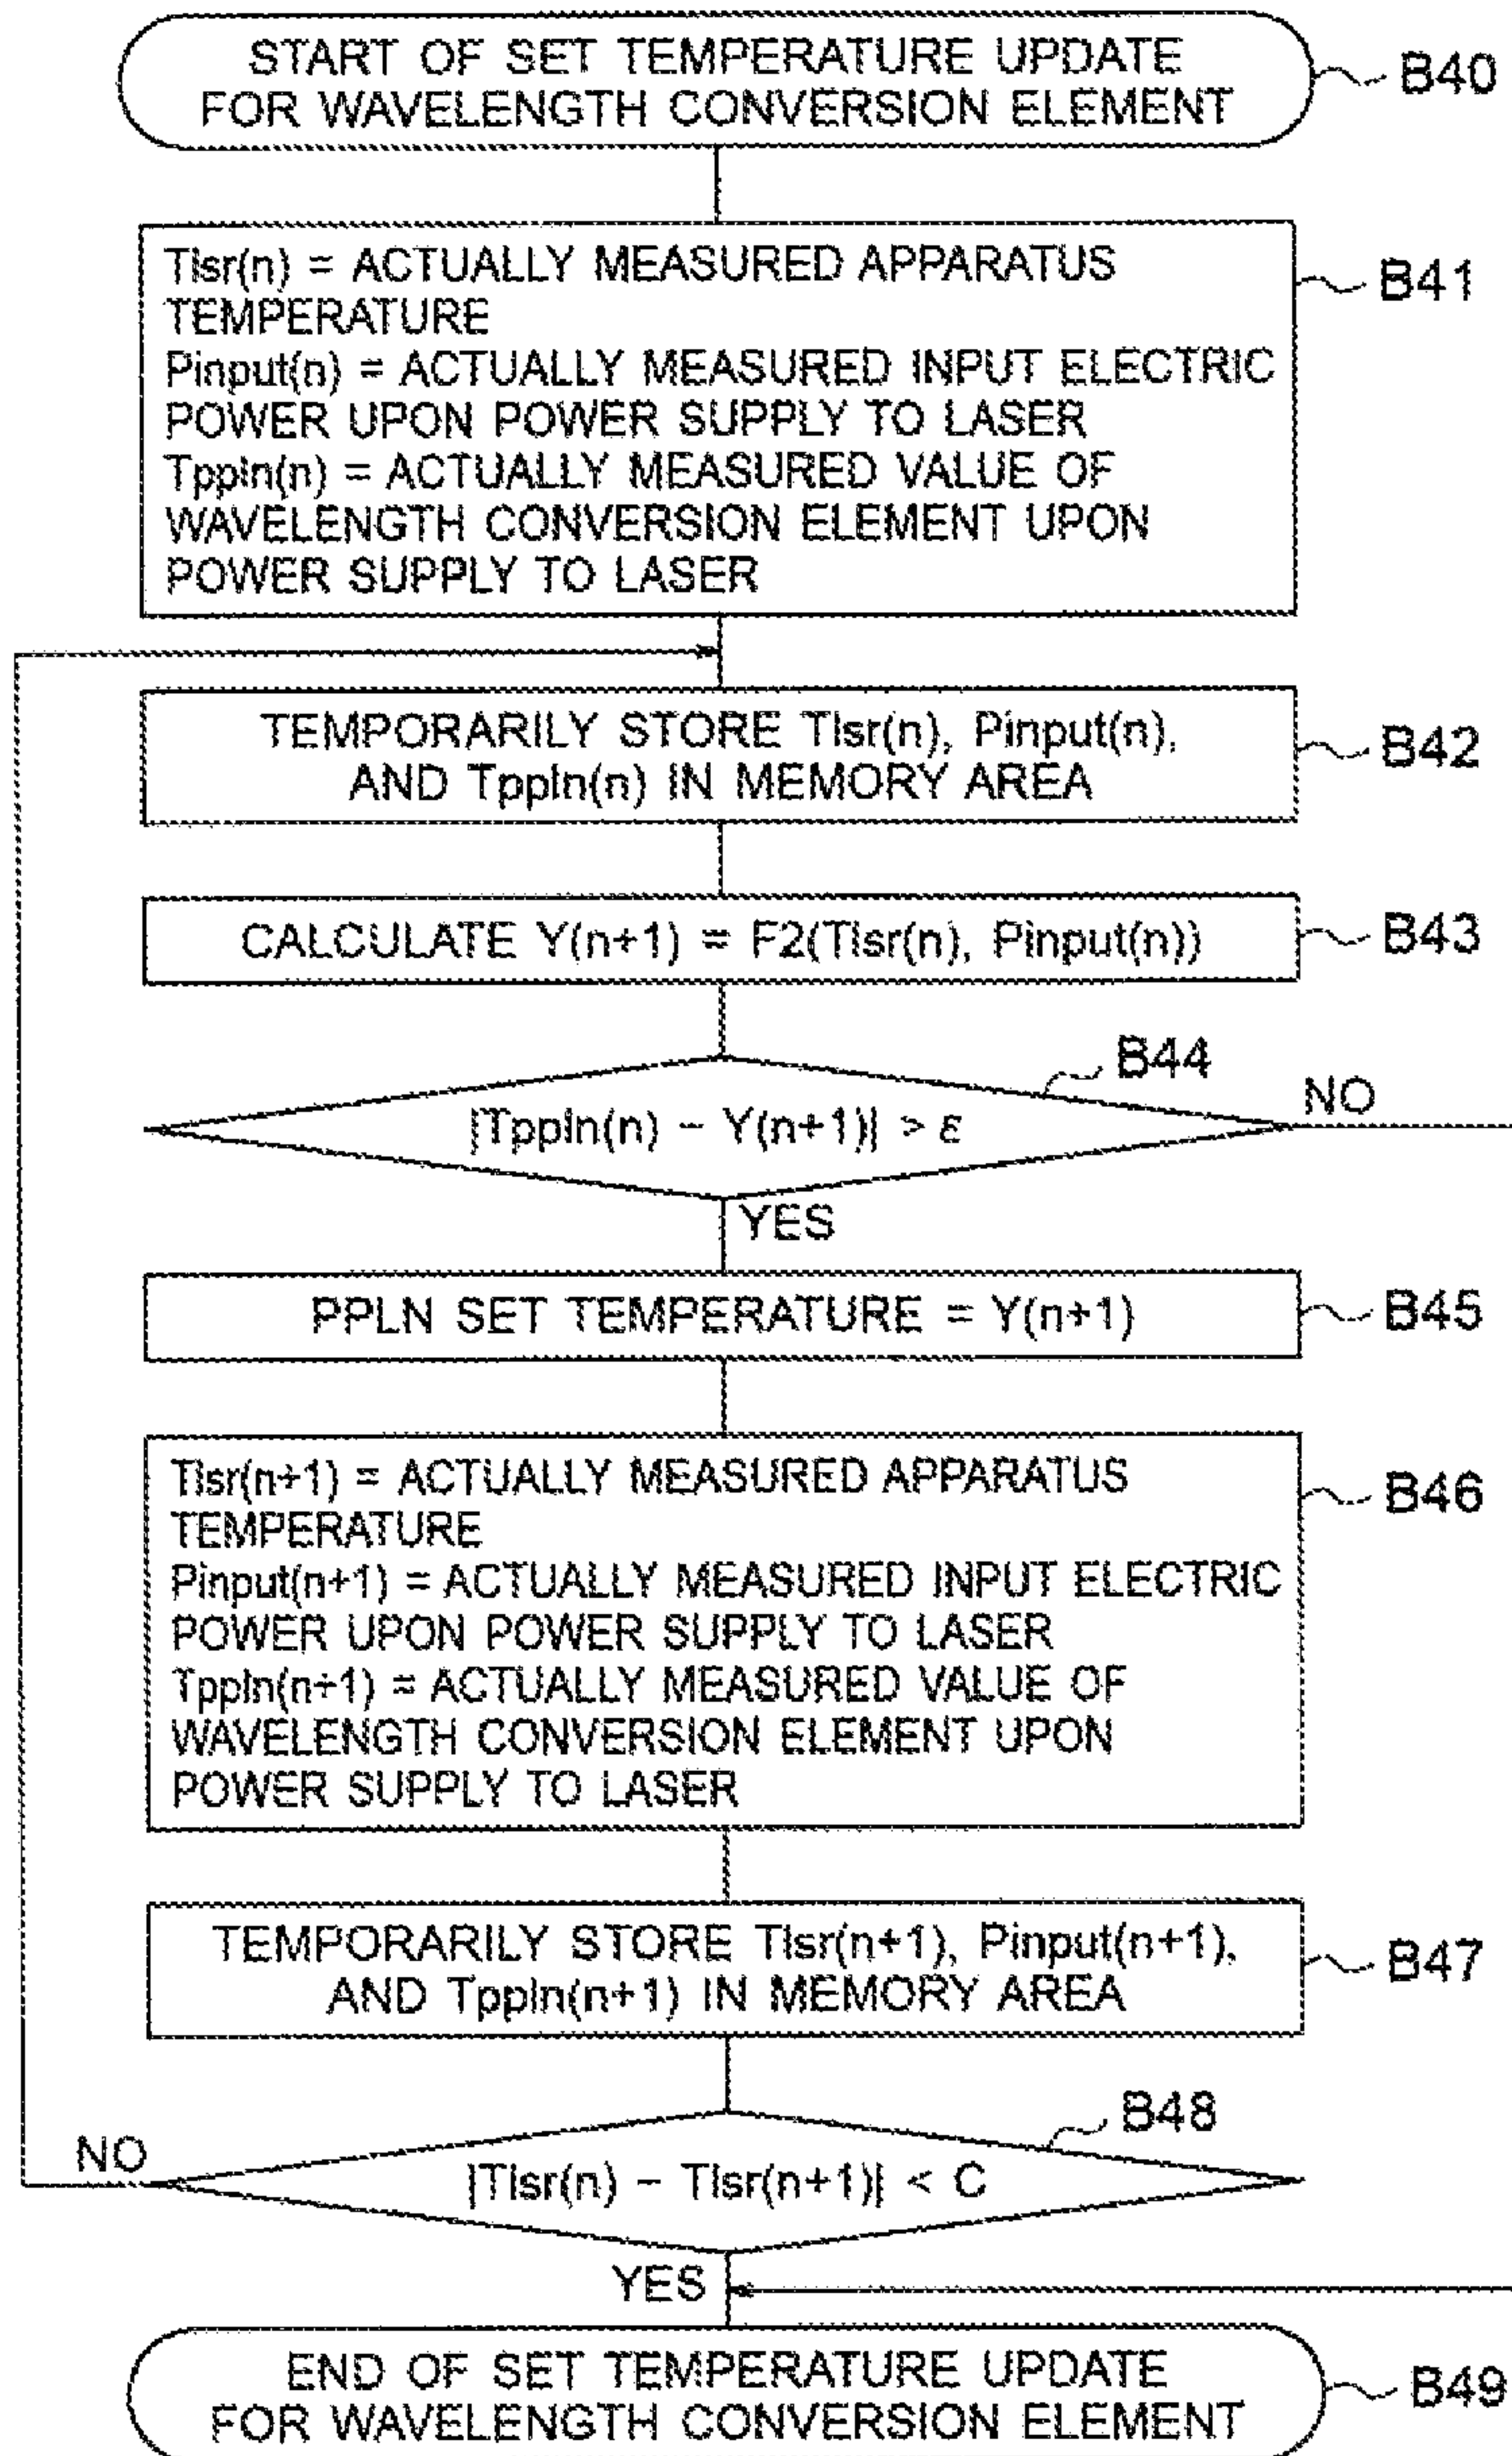 START OF SET TEMPERATURE UPDATE
FOR WAVELENGTH CONVERSION ELEMENT
B40
Tlsr(n) = ACTUALLY MEASURED APPARATUS
TEMPERATURE
Pinput(n) = ACTUALLY MEASURED INPUT ELECTRIC
POWER UPON POWER SUPPLY TO LASER
Tppln(n) = ACTUALLY MEASURED VALUE OF
WAVELENGTH CONVERSION ELEMENT UPON
POWER SUPPLY TO LASER
B41
TEMPORARILY STORE Tlsr(n), Pinput(n),
AND Tppln(n) IN MEMORY AREA
B42
CALCULATE Y(n+1) = F2(Tlsr(n), Pinput(n))
B43
B44
|Tppln(n) − Y(n+1)| > ε
NO
YES
PPLN SET TEMPERATURE = Y(n+1)
B45
Tlsr(n+1) = ACTUALLY MEASURED APPARATUS
TEMPERATURE
Pinput(n+1) = ACTUALLY MEASURED INPUT ELECTRIC
POWER UPON POWER SUPPLY TO LASER
Tppln(n+1) = ACTUALLY MEASURED VALUE OF
WAVELENGTH CONVERSION ELEMENT UPON
POWER SUPPLY TO LASER
B46
TEMPORARILY STORE Tlsr(n+1), Pinput(n+1),
AND Tppln(n+1) IN MEMORY AREA
B47
B48
NO
|Tlsr(n) − Tlsr(n+1)| < C
YES
END OF SET TEMPERATURE UPDATE
FOR WAVELENGTH CONVERSION ELEMENT
B49